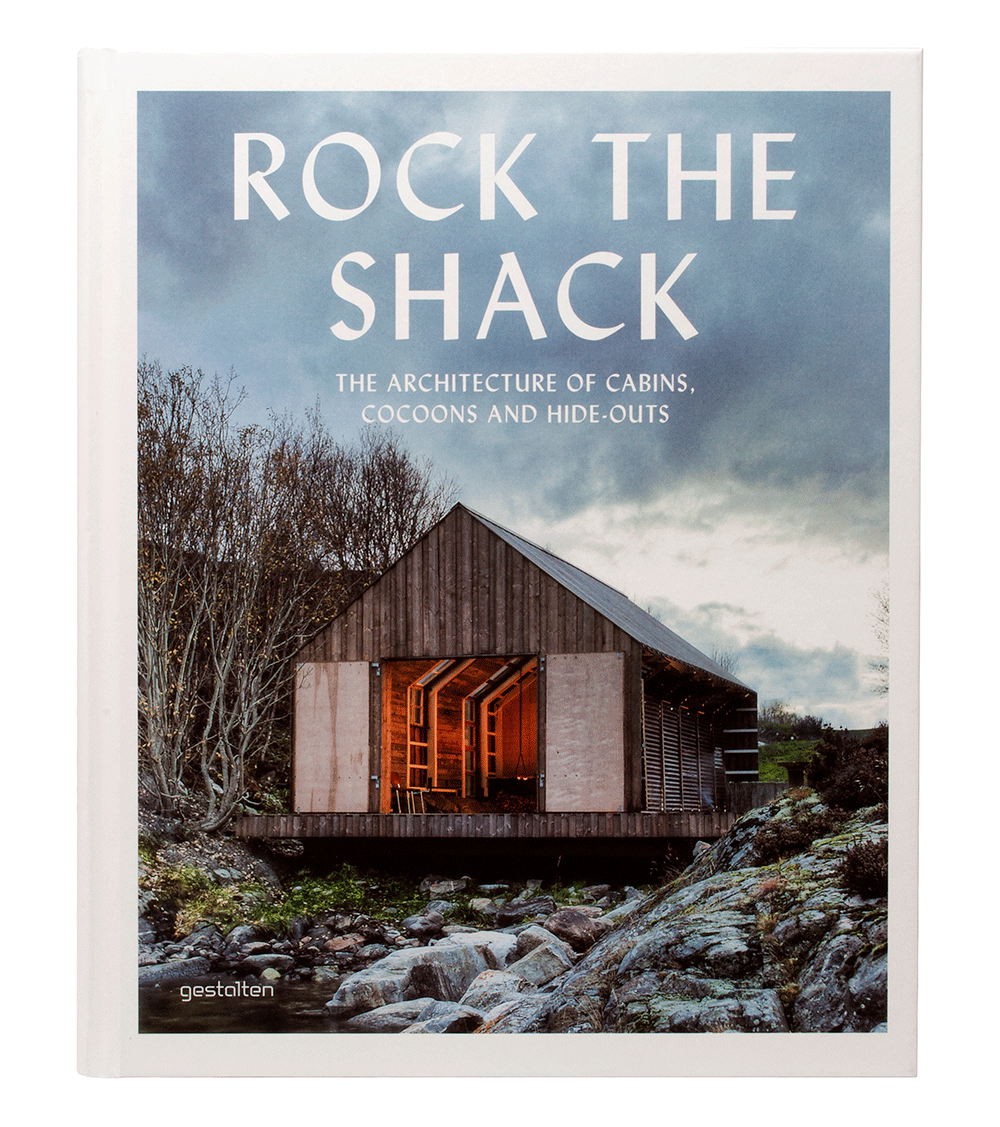 ROCK THE
SHACK
THE ARCHITECTURE OF CABINS,
COCOONS AND HIDE-OUTS
gestalten